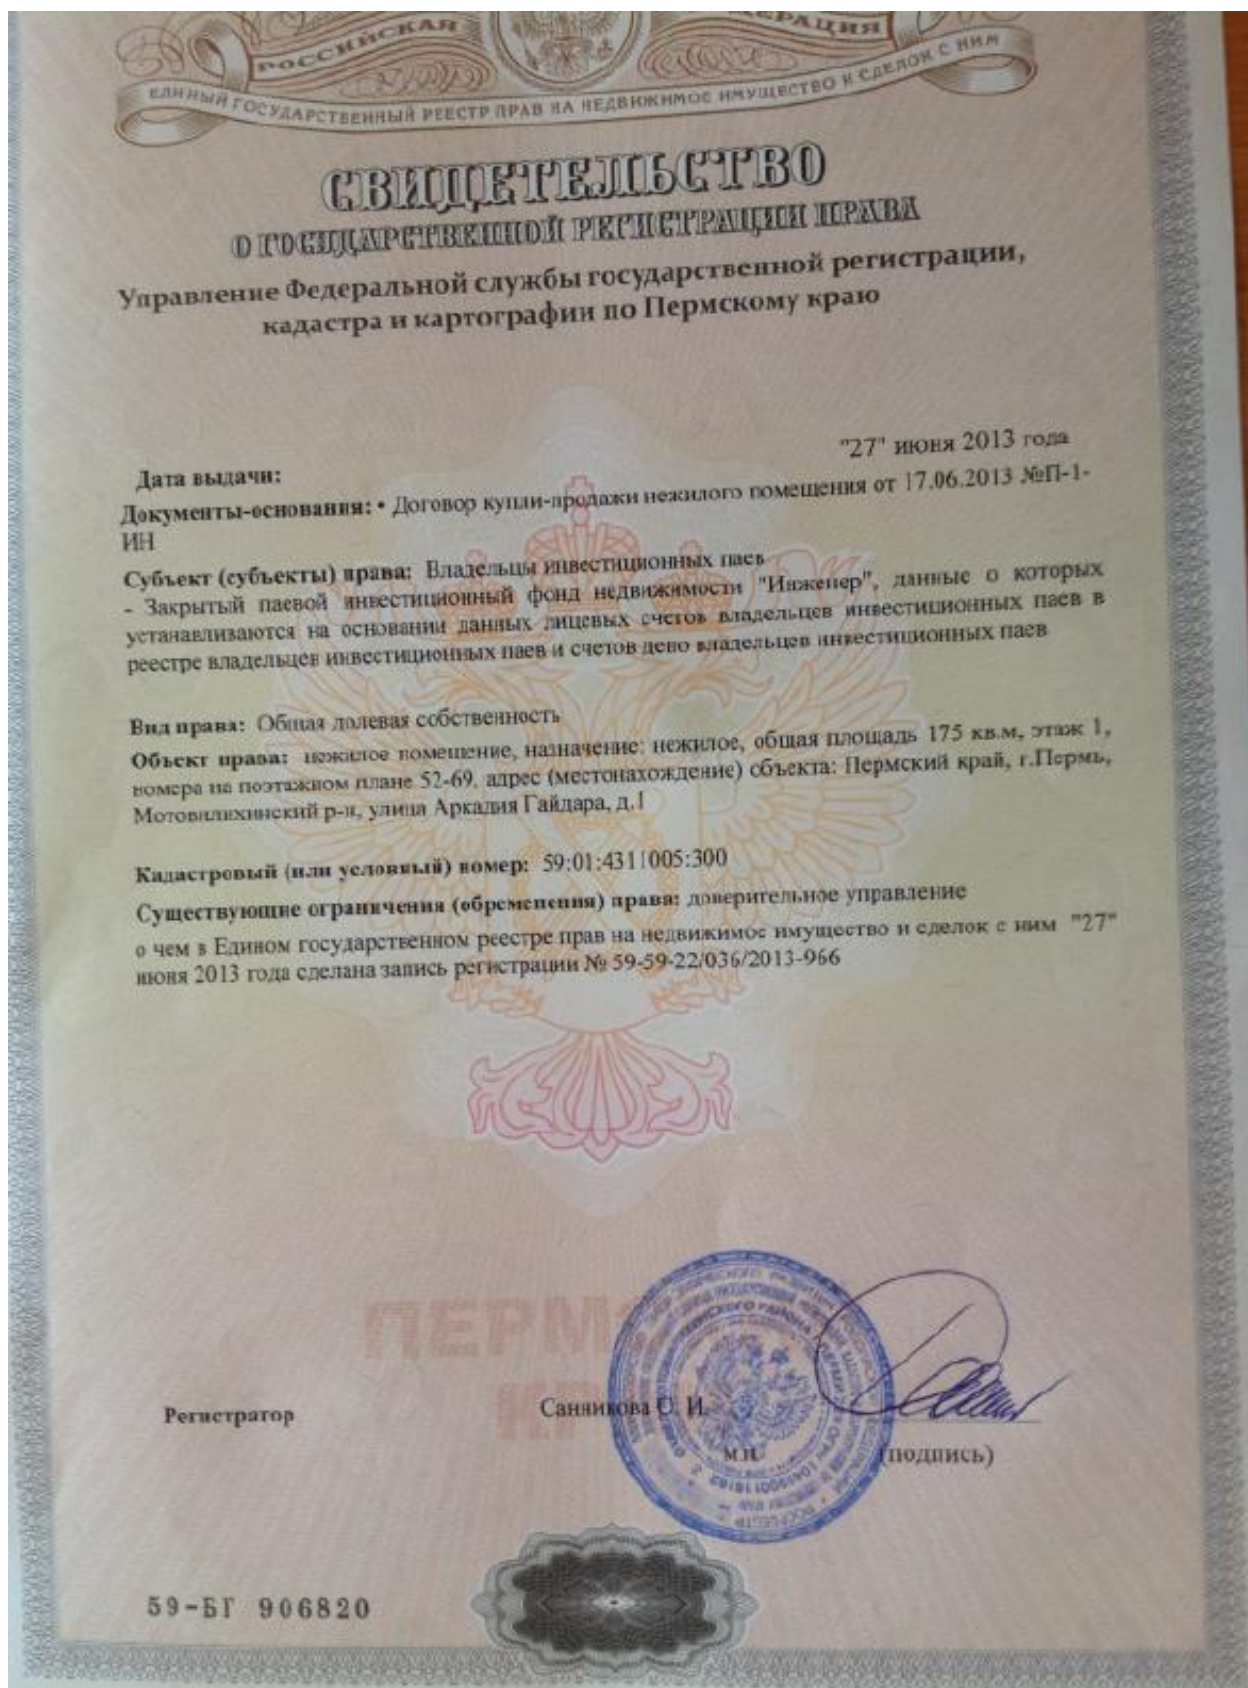 РОССИЙСКАЯ ФЕДЕРАЦИЯ
ЕДИНЫЙ ГОСУДАРСТВЕННЫЙ РЕЕСТР ПРАВ НА НЕДВИЖИМОЕ ИМУЩЕСТВО И СДЕЛОК С НИМ
СВИДЕТЕЛЬСТВО
О ГОСУДАРСТВЕННОЙ РЕГИСТРАЦИИ ПРАВА
Управление Федеральной службы государственной регистрации,
кадастра и картографии по Пермскому краю
"27" июня 2013 года
Дата выдачи:
Документы-основания: • Договор купли-продажи нежилого помещения от 17.06.2013 №П-1-
ИН
Субъект (субъекты) права: Владельцы инвестиционных паев
- Закрытый паевой инвестиционный фонд недвижимости "Инженер", данные о которых
устанавливаются на основании данных лицевых счетов владельцев инвестиционных паев в
реестре владельцев инвестиционных паев и счетов депо владельцев инвестиционных паев
Вид права: Общая долевая собственность
Объект права: нежилое помещение, назначение: нежилое, общая площадь 175 кв.м, этаж 1,
номера на поэтажном плане 52-69, адрес (местонахождение) объекта: Пермский край, г.Пермь,
Мотовилихинский р-н, улица Аркадия Гайдара, д.1
Кадастровый (или условный) номер: 59:01:4311005:300
Существующие ограничения (обременения) права: доверительное управление
о чем в Едином государственном реестре прав на недвижимое имущество и сделок с ним "27"
июня 2013 года сделана запись регистрации № 59-59-22/036/2013-966
Регистратор
Санникова С. И.
М.П.
(подпись)
59-БГ 906820